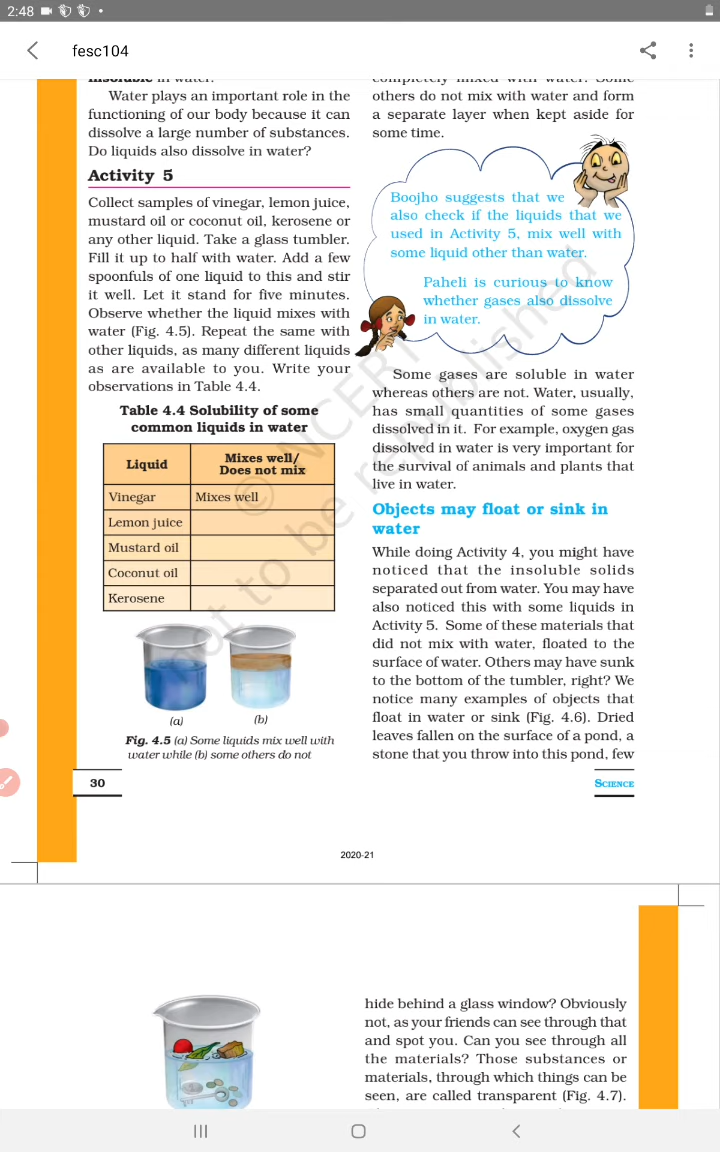 2:48
fesc104
Water plays an important role in the
functioning of our body because it can
dissolve a large number of substances.
Do liquids also dissolve in water?
Activity 5
Collect samples of vinegar, lemon juice,
mustard oil or coconut oil, kerosene or
any other liquid. Take a glass tumbler.
Fill it up to half with water. Add a few
spoonfuls of one liquid to this and stir
it well. Let it stand for five minutes.
Observe whether the liquid mixes with
water (Fig. 4.5). Repeat the same with
other liquids, as many different liquids
as are available to you. Write your
observations in Table 4.4.
Table 4.4 Solubility of some
common liquids in water
Liquid
Mixes well/
Does not mix
Vinegar Mixes well
Lemon juice
Mustard oil
Coconut oil
Kerosene
(a) (b)
Fig. 4.5 (a) Some liquids mix well with
water while (b) some others do not
30
completely mixed with water. Some
others do not mix with water and form
a separate layer when kept aside for
some time.
Boojho suggests that we
also check if the liquids that we
used in Activity 5, mix well with
some liquid other than water.
Paheli is curious to know
whether gases also dissolve
in water.
Some gases are soluble in water
whereas others are not. Water, usually,
has small quantities of some gases
dissolved in it. For example, oxygen gas
dissolved in water is very important for
the survival of animals and plants that
live in water.
Objects may float or sink in
water
While doing Activity 4, you might have
noticed that the insoluble solids
separated out from water. You may have
also noticed this with some liquids in
Activity 5. Some of these materials that
did not mix with water, floated to the
surface of water. Others may have sunk
to the bottom of the tumbler, right? We
notice many examples of objects that
float in water or sink (Fig. 4.6). Dried
leaves fallen on the surface of a pond, a
stone that you throw into this pond, few
SCIENCE
© NCERT
not to be republished
2020-21
hide behind a glass window? Obviously
not, as your friends can see through that
and spot you. Can you see through all
the materials? Those substances or
materials, through which things can be
seen, are called transparent (Fig. 4.7).